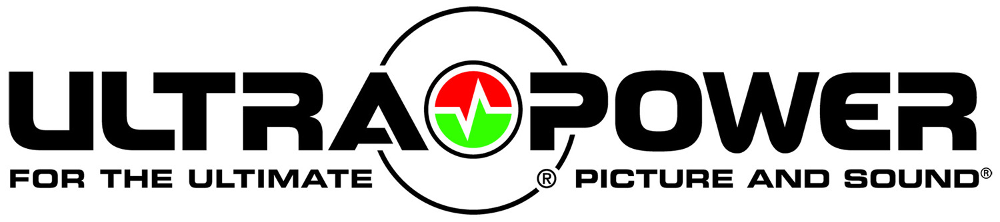 ULTRA POWER
FOR THE ULTIMATE ® PICTURE AND SOUND®